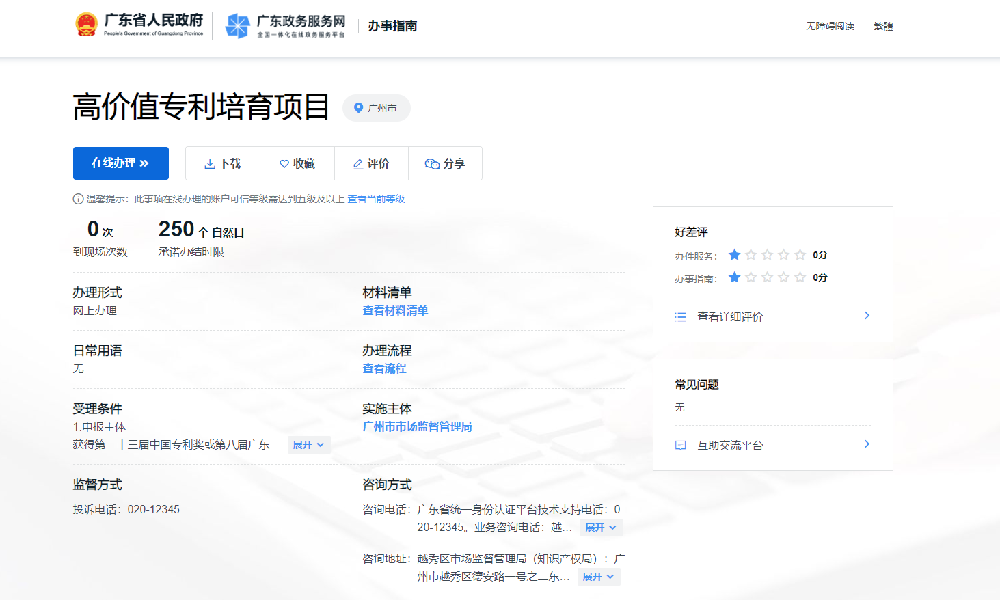 广东省人民政府
People's Government of Guangdong Province
广东政务服务网
全国一体化在线政务服务平台
办事指南
无障碍阅读
繁體
高价值专利培育项目
广州市
在线办理
下载
收藏
评价
分享
温馨提示：此事项在线办理的账户可信等级需达到五级及以上 查看当前等级
0 次
到现场次数
250 个 自然日
承诺办结时限
办理形式
网上办理
材料清单
查看材料清单
日常用语
无
办理流程
查看流程
受理条件
1.申报主体
获得第二十三届中国专利奖或第八届广东... 展开
实施主体
广州市市场监督管理局
监督方式
投诉电话：020-12345
咨询方式
咨询电话：广东省统一身份认证平台技术支持电话：0
20-12345。业务咨询电话：越... 展开
咨询地址：越秀区市场监督管理局（知识产权局）：广
州市越秀区德安路一号之二东... 展开
好差评
办件服务： 0分
办事指南： 0分
查看详细评价
常见问题
无
互助交流平台